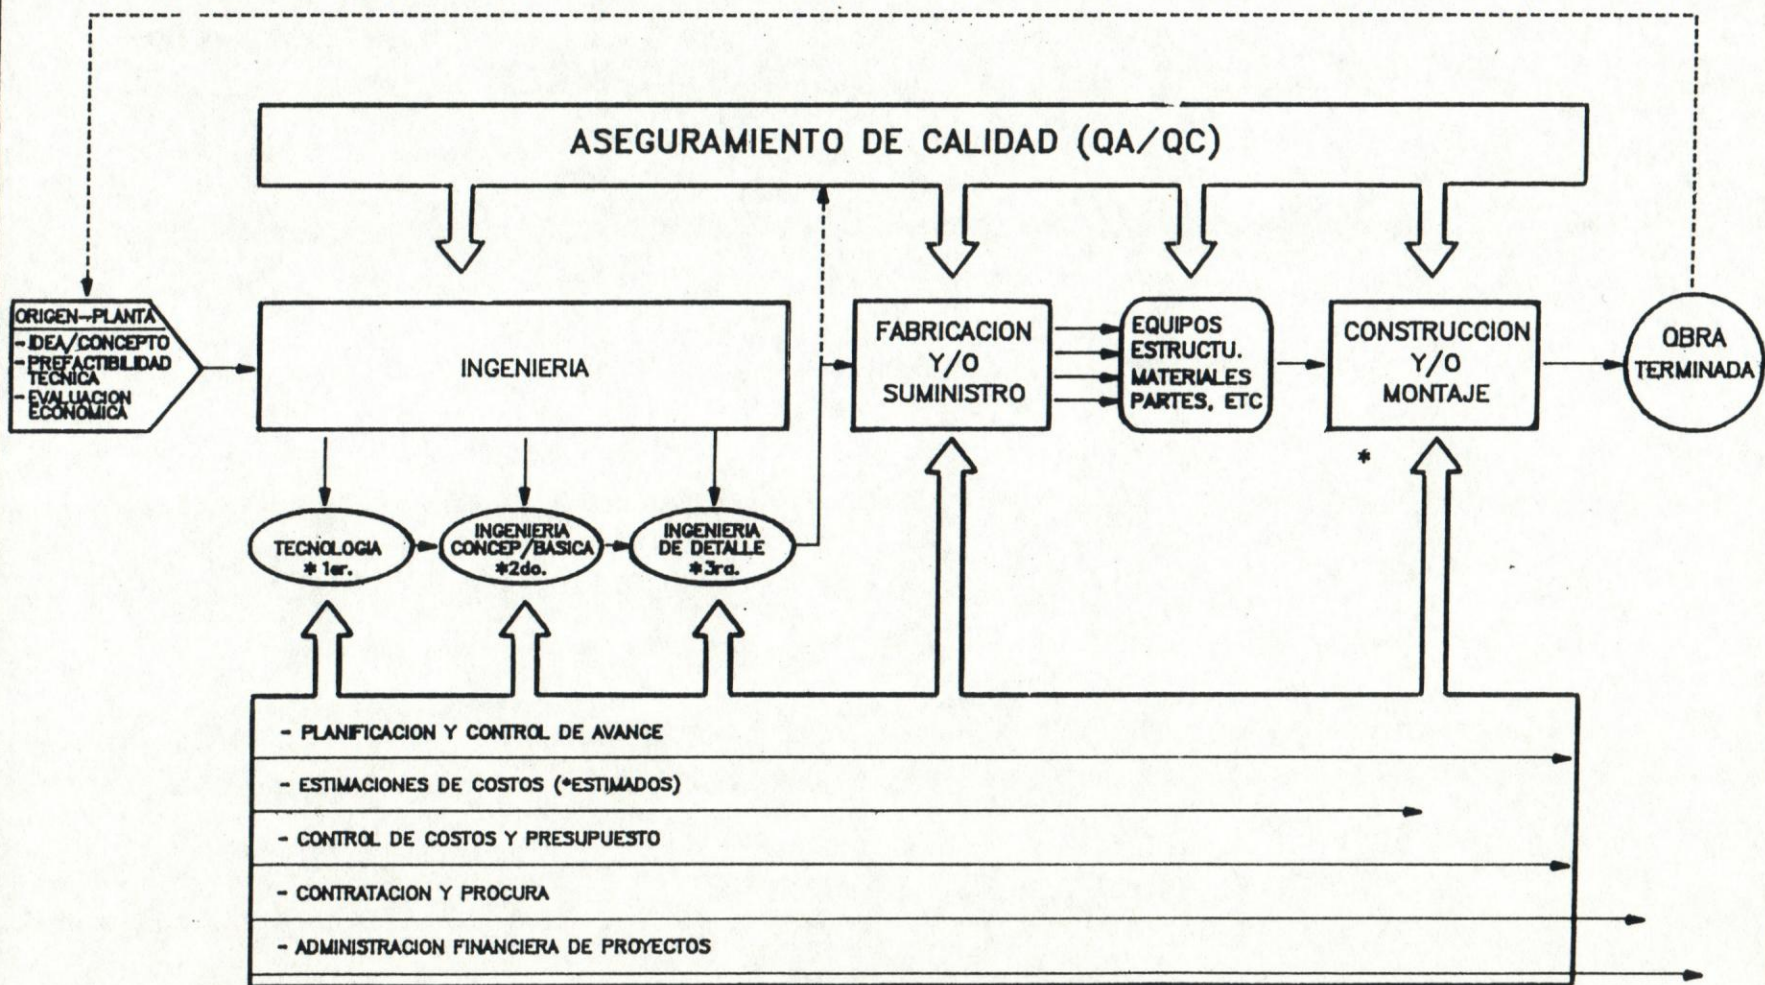 ASEGURAMIENTO DE CALIDAD (QA/QC)
ORIGEN-PLANTA
- IDEA/CONCEPTO
- PREFACTIBILIDAD
TECNICA
- EVALUACION
ECONOMICA
INGENIERIA
FABRICACION
Y/O
SUMINISTRO
EQUIPOS
ESTRUCTU.
MATERIALES
PARTES, ETC
CONSTRUCCION
Y/O
MONTAJE
*
OBRA
TERMINADA
TECNOLOGIA
* 1er.
INGENIERIA
CONCEP/BASICA
*2do.
INGENIERIA
DE DETALLE
*3ra.
- PLANIFICACION Y CONTROL DE AVANCE
- ESTIMACIONES DE COSTOS (*ESTIMADOS)
- CONTROL DE COSTOS Y PRESUPUESTO
- CONTRATACION Y PROCURA
- ADMINISTRACION FINANCIERA DE PROYECTOS